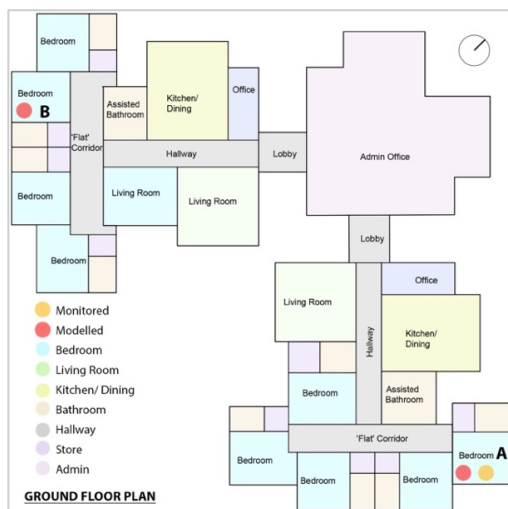 Bedroom
Bedroom
B
Assisted
Bathroom
Kitchen/
Dining
Office
'Flat'
Corridor
Hallway
Lobby
Admin Office
Bedroom
Living Room
Living Room
Bedroom
Lobby
Office
Living Room
Hallway
Kitchen/
Dining
Bedroom
Assisted
Bathroom
'Flat' Corridor
Bedroom
Bedroom
Bedroom
Bedroom
A
Monitored
Modelled
Bedroom
Living Room
Kitchen/ Dining
Bathroom
Hallway
Store
Admin
GROUND FLOOR PLAN